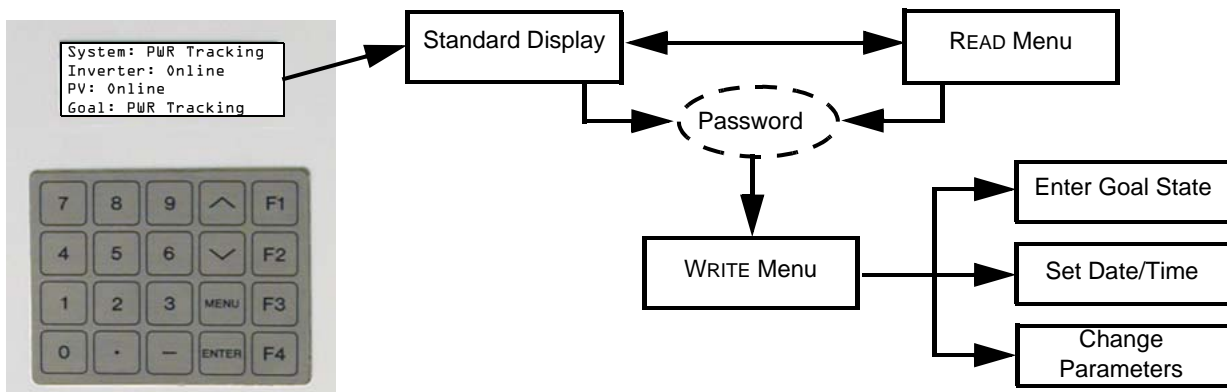 System: PWR Tracking
Inverter: Online
PV: Online
Goal: PWR Tracking
7 8 9 F1
4 5 6 F2
1 2 3 MENU F3
0 . – ENTER F4
Standard Display
READ Menu
Password
WRITE Menu
Enter Goal State
Set Date/Time
Change
Parameters